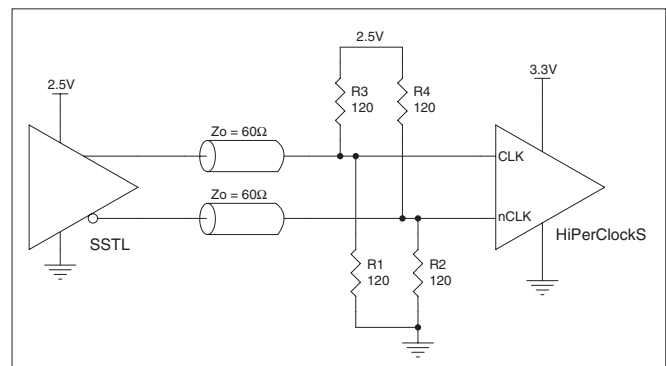 2.5V
2.5V
3.3V
R3
120
R4
120
Zo = 60Ω
CLK
Zo = 60Ω
nCLK
SSTL
HiPerClockS
R1
120
R2
120